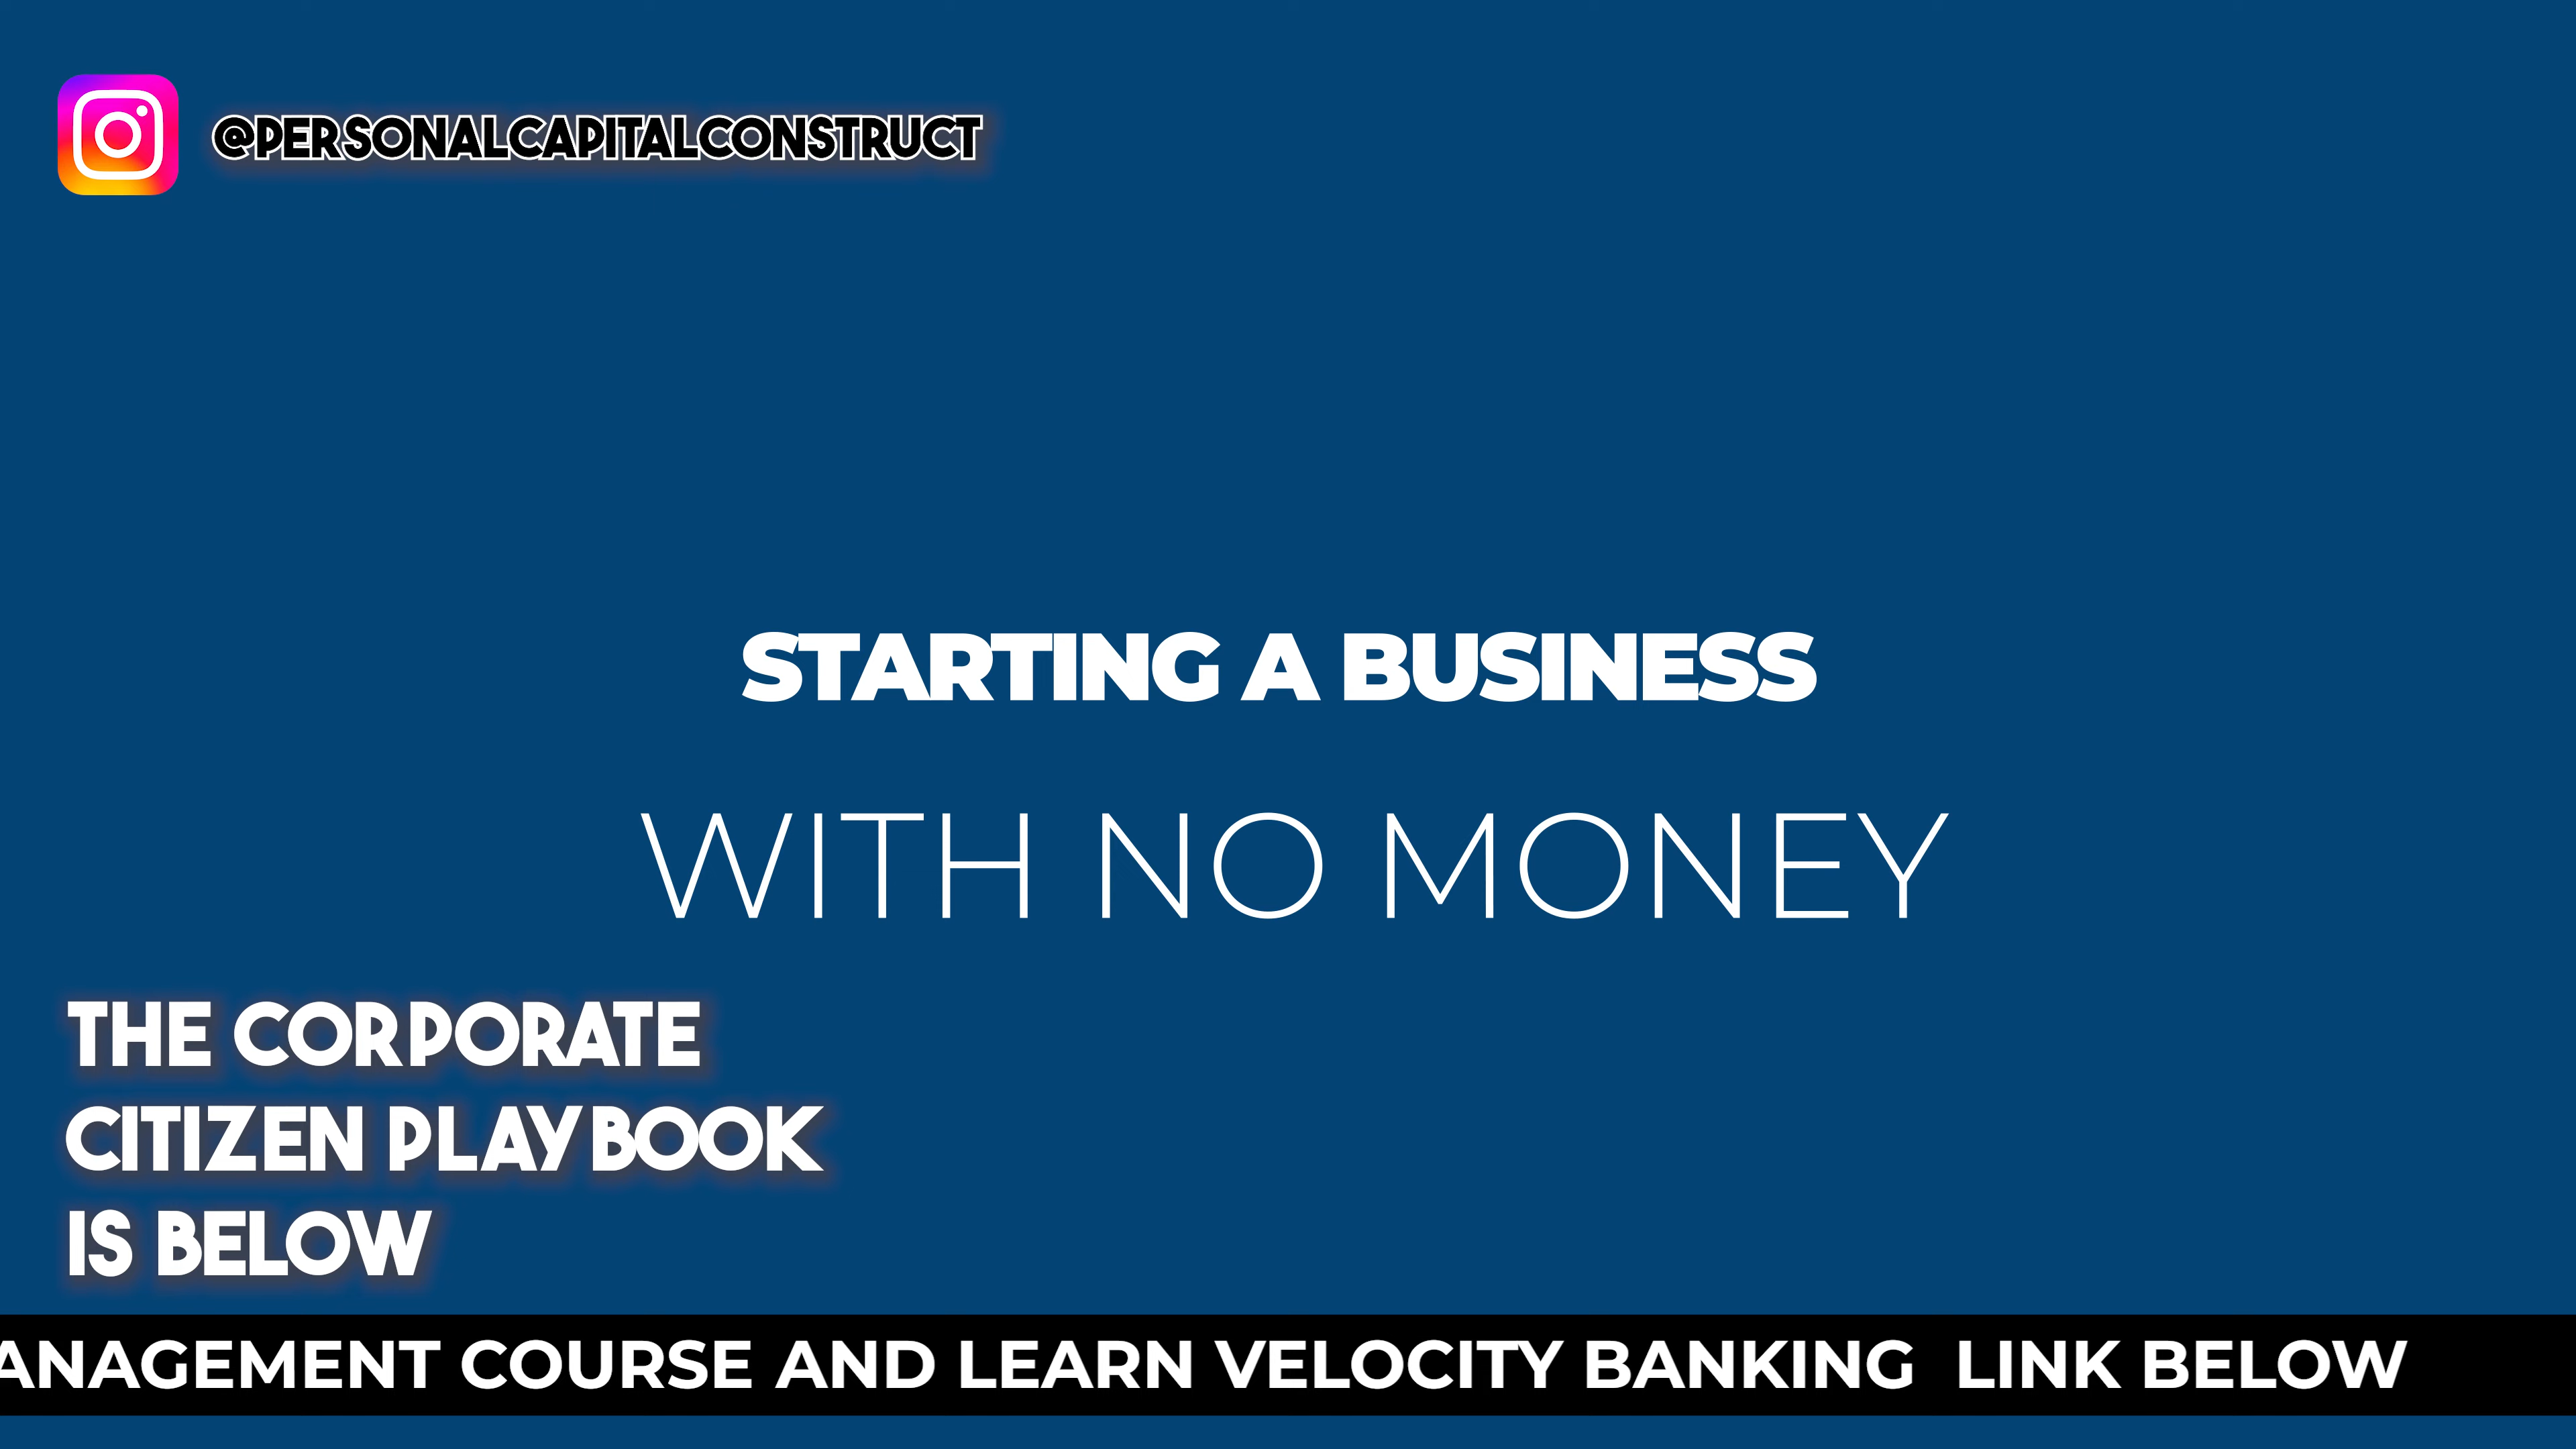 @PERSONALCAPITALCONSTRUCT
STARTING A BUSINESS
WITH NO MONEY
THE CORPORATE
CITIZEN PLAYBOOK
IS BELOW
ANAGEMENT COURSE AND LEARN VELOCITY BANKING LINK BELOW